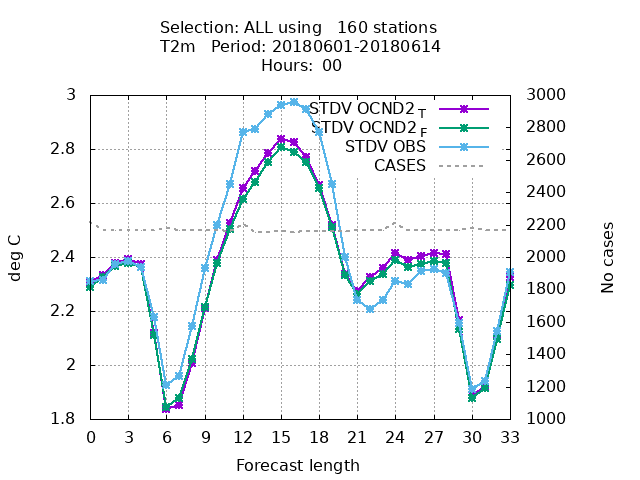 Selection: ALL using   160 stations
T2m   Period: 20180601-20180614
Hours:  00
3 3000
STDV OCND2 T
2800
STDV OCND2 F
2.8 STDV OBS
2600
CASES
2400
2.6
2200
2.4 2000
1800
2.2
1600
1400
2
1200
1.8 1000
0 3 6 9 12 15 18 21 24 27 30 33
Forecast length
deg C
No cases